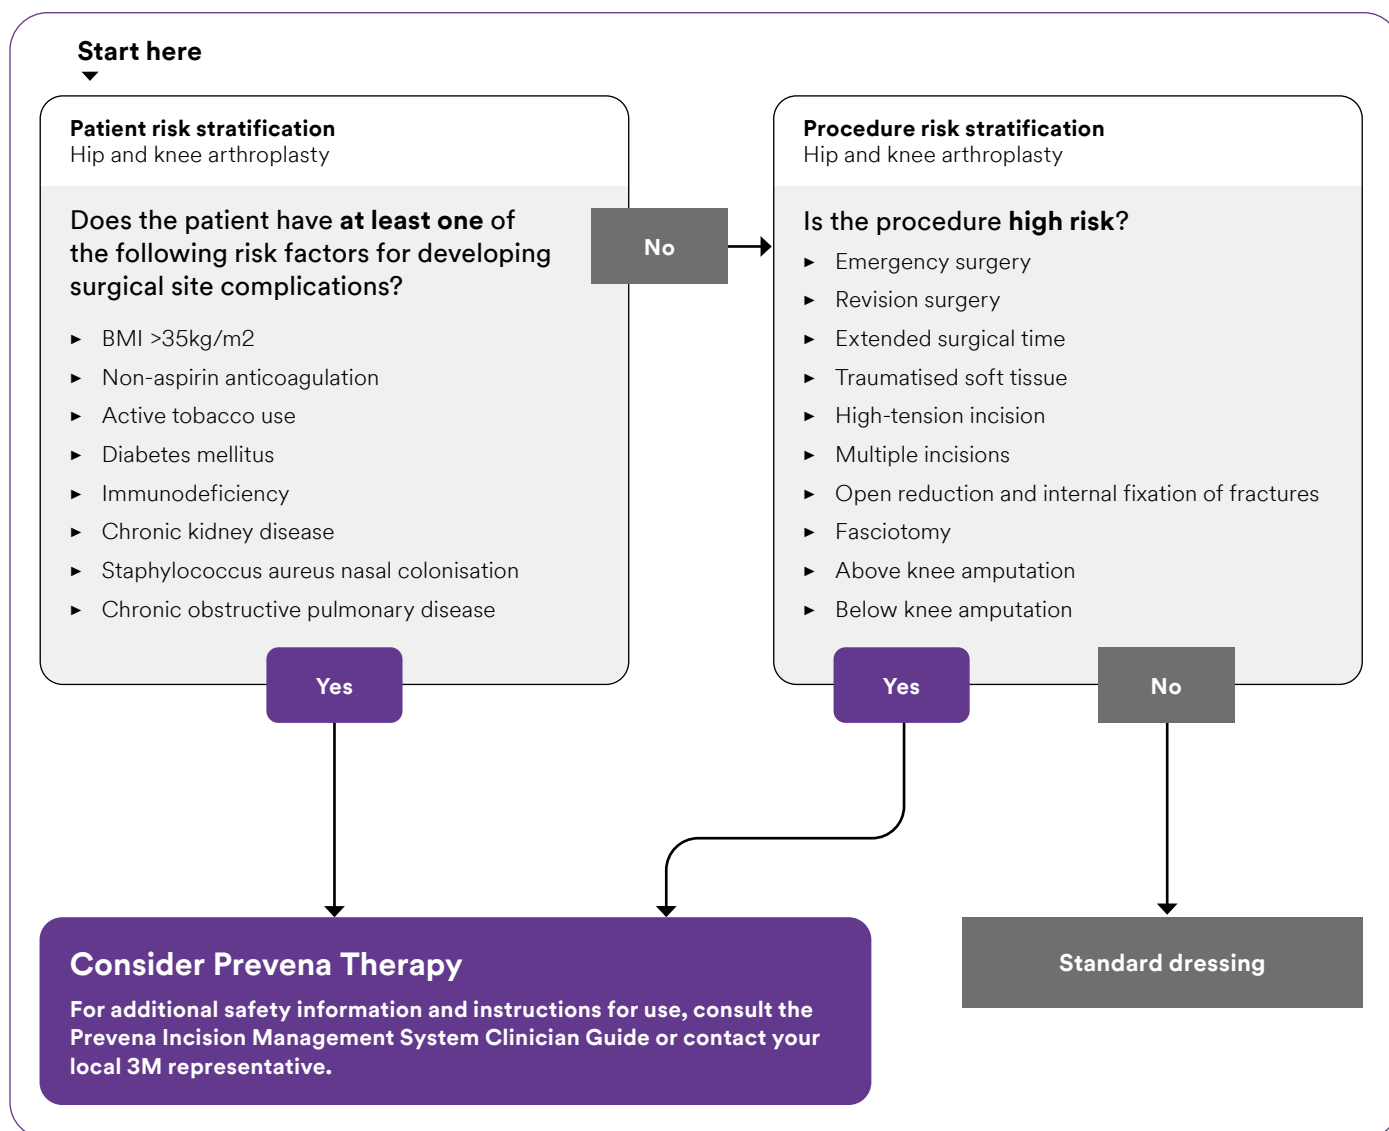 Start here
Patient risk stratification
Hip and knee arthroplasty
Does the patient have at least one of
the following risk factors for developing
surgical site complications?
► BMI >35kg/m2
► Non-aspirin anticoagulation
► Active tobacco use
► Diabetes mellitus
► Immunodeficiency
► Chronic kidney disease
► Staphylococcus aureus nasal colonisation
► Chronic obstructive pulmonary disease
Yes
No
Procedure risk stratification
Hip and knee arthroplasty
Is the procedure high risk?
► Emergency surgery
► Revision surgery
► Extended surgical time
► Traumatised soft tissue
► High-tension incision
► Multiple incisions
► Open reduction and internal fixation of fractures
► Fasciotomy
► Above knee amputation
► Below knee amputation
Yes
No
Consider Prevena Therapy
For additional safety information and instructions for use, consult the
Prevena Incision Management System Clinician Guide or contact your
local 3M representative.
Standard dressing